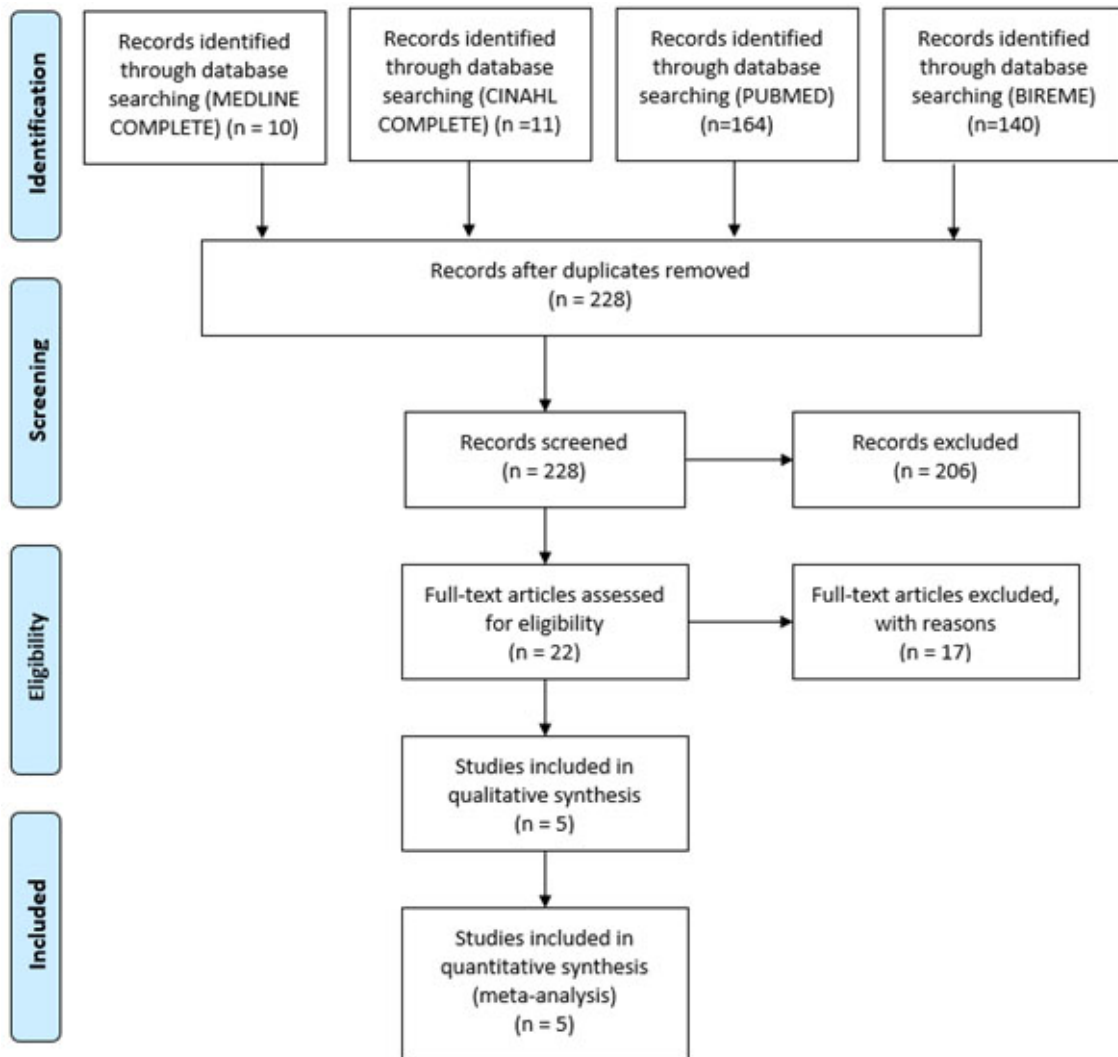 Identification
Records identified
through database
searching (MEDLINE
COMPLETE) (n = 10)
Records identified
through database
searching (CINAHL
COMPLETE) (n =11)
Records identified
through database
searching (PUBMED)
(n=164)
Records identified
through database
searching (BIREME)
(n=140)
Records after duplicates removed
(n = 228)
Screening
Records screened
(n = 228)
Records excluded
(n = 206)
Eligibility
Full-text articles assessed
for eligibility
(n = 22)
Full-text articles excluded,
with reasons
(n = 17)
Studies included in
qualitative synthesis
(n = 5)
Included
Studies included in
quantitative synthesis
(meta-analysis)
(n = 5)